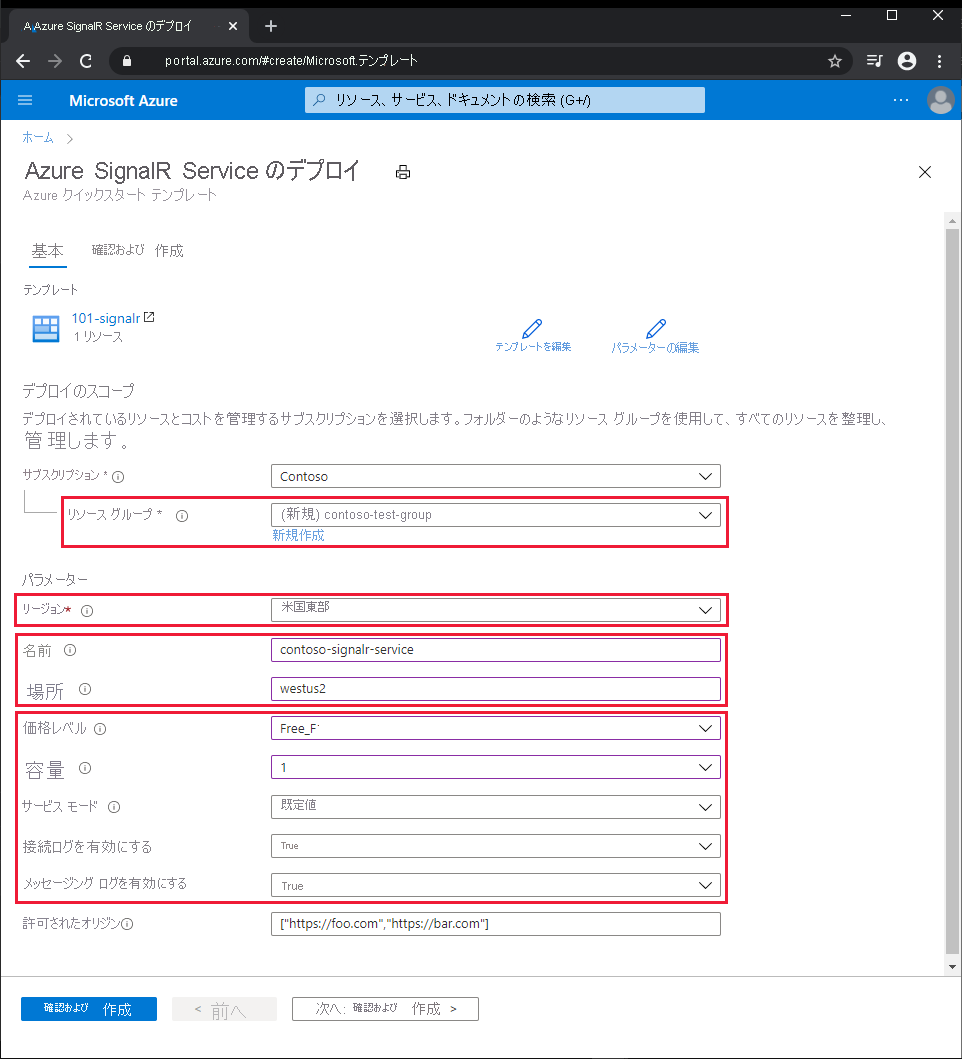 A Azure SignalR Service のデプロイ
portal.azure.com/#create/Microsoft.テンプレート
Microsoft Azure
リソース、サービス、ドキュメントの検索 (G+/)
ホーム
Azure SignalR Service のデプロイ
Azure クイックスタート テンプレート
基本 確認および 作成
テンプレート
101-signalr
1 リソース
テンプレートを編集 パラメーターの編集
デプロイのスコープ
デプロイされているリソースとコストを管理するサブスクリプションを選択します。フォルダーのようなリソース グループを使用して、すべてのリソースを整理し、
管理します。
サブスクリプション * Contoso
リソース グループ * (新規) contoso-test-group
新規作成
パラメーター
リージョン* 米国東部
名前 contoso-signalr-service
場所 westus2
価格レベル Free_F
容量 1
サービス モード 既定値
接続ログを有効にする True
メッセージング ログを有効にする True
許可されたオリジン ["https://foo.com","https://bar.com"]
確認および 作成 < 前へ 次へ: 確認および 作成 >